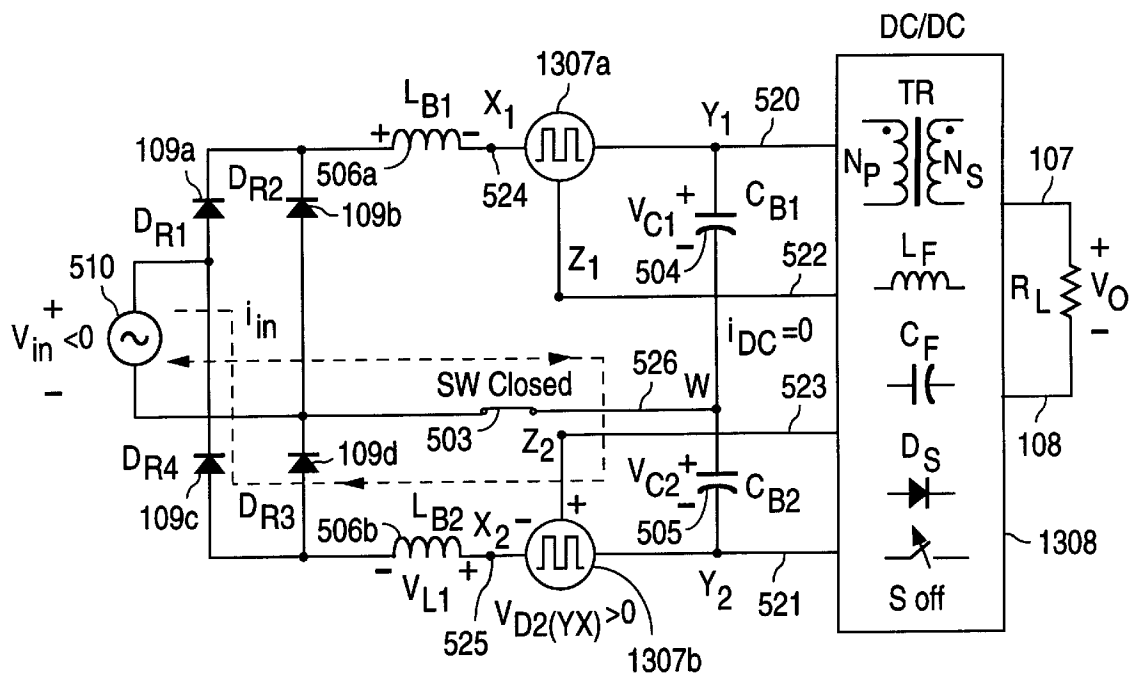 DC/DC
1307a
L_B1
X_1
Y_1
520
TR
109a
D_R2
+ -
506a
524
N_P N_S
107
109b
D_R1
V_C1 +
-
C_B1
504
Z_1
522
510
L_F
R_L
+
V_O
-
+
V_in <0
-
i_in
i_DC=0
C_F
SW Closed
526
W
523
503
Z_2
108
D_R4
109d
D_S
V_C2 +
-
C_B2
109c
D_R3
506b
L_B2
X_2
- +
505
1308
- +
V_L1
Y_2
521
S off
525
V_D2(YX) >0
1307b